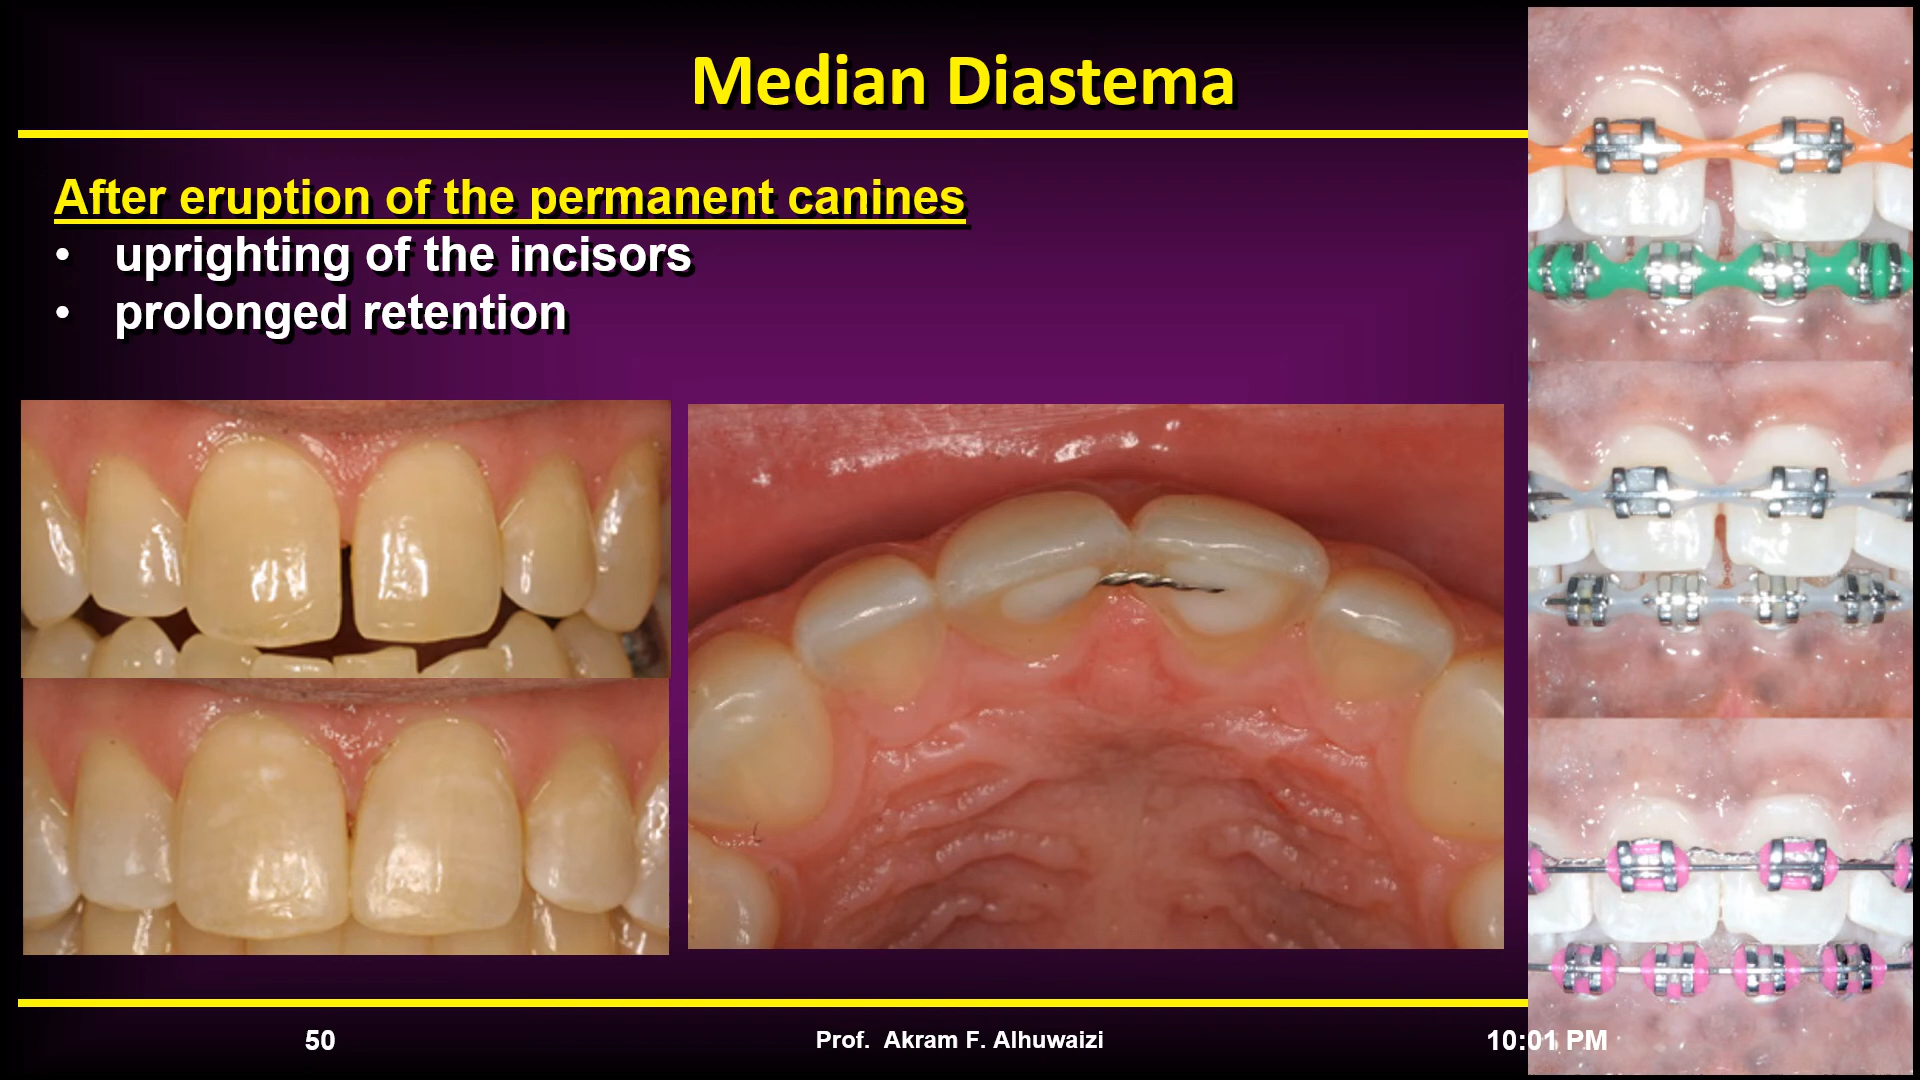 Median Diastema
After eruption of the permanent canines
• uprighting of the incisors
• prolonged retention
50
Prof. Akram F. Alhuwaizi
10:01 PM